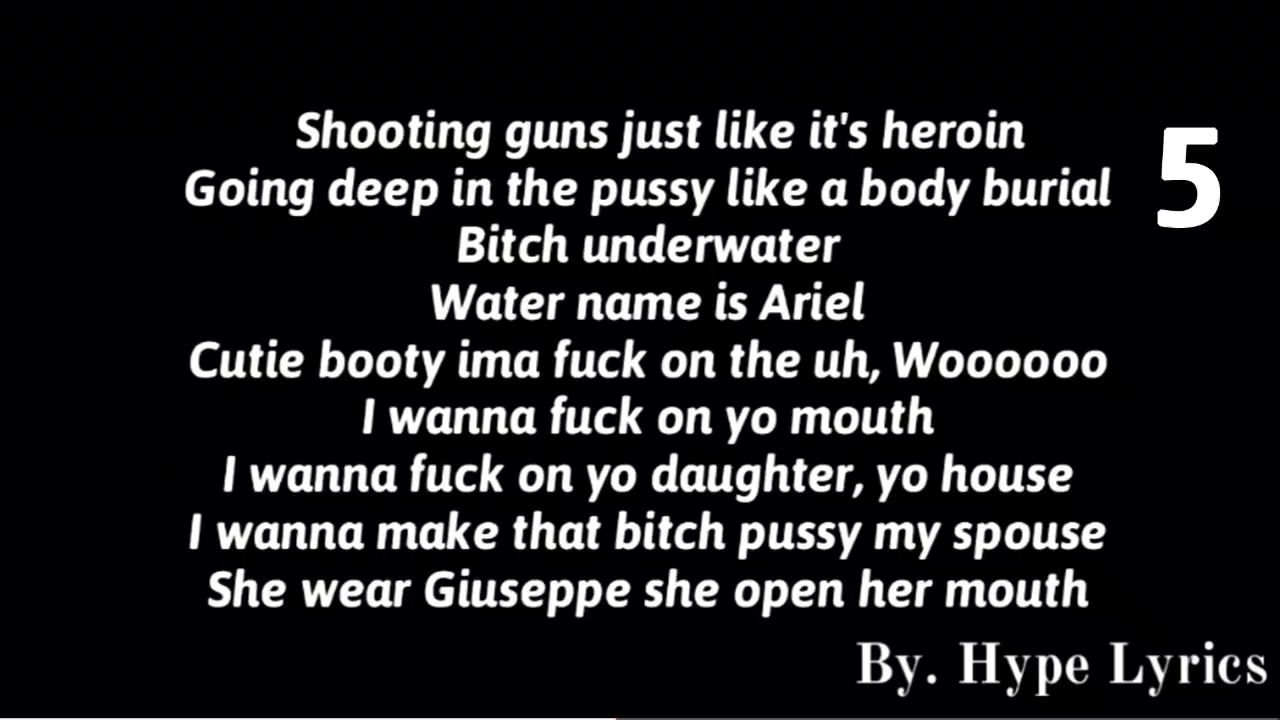 Shooting guns just like it's heroin
Going deep in the pussy like a body burial
5
Bitch underwater
Water name is Ariel
Cutie booty ima fuck on the uh, Woooooo
I wanna fuck on yo mouth
I wanna fuck on yo daughter, yo house
I wanna make that bitch pussy my spouse
She wear Giuseppe she open her mouth
By. Hype Lyrics